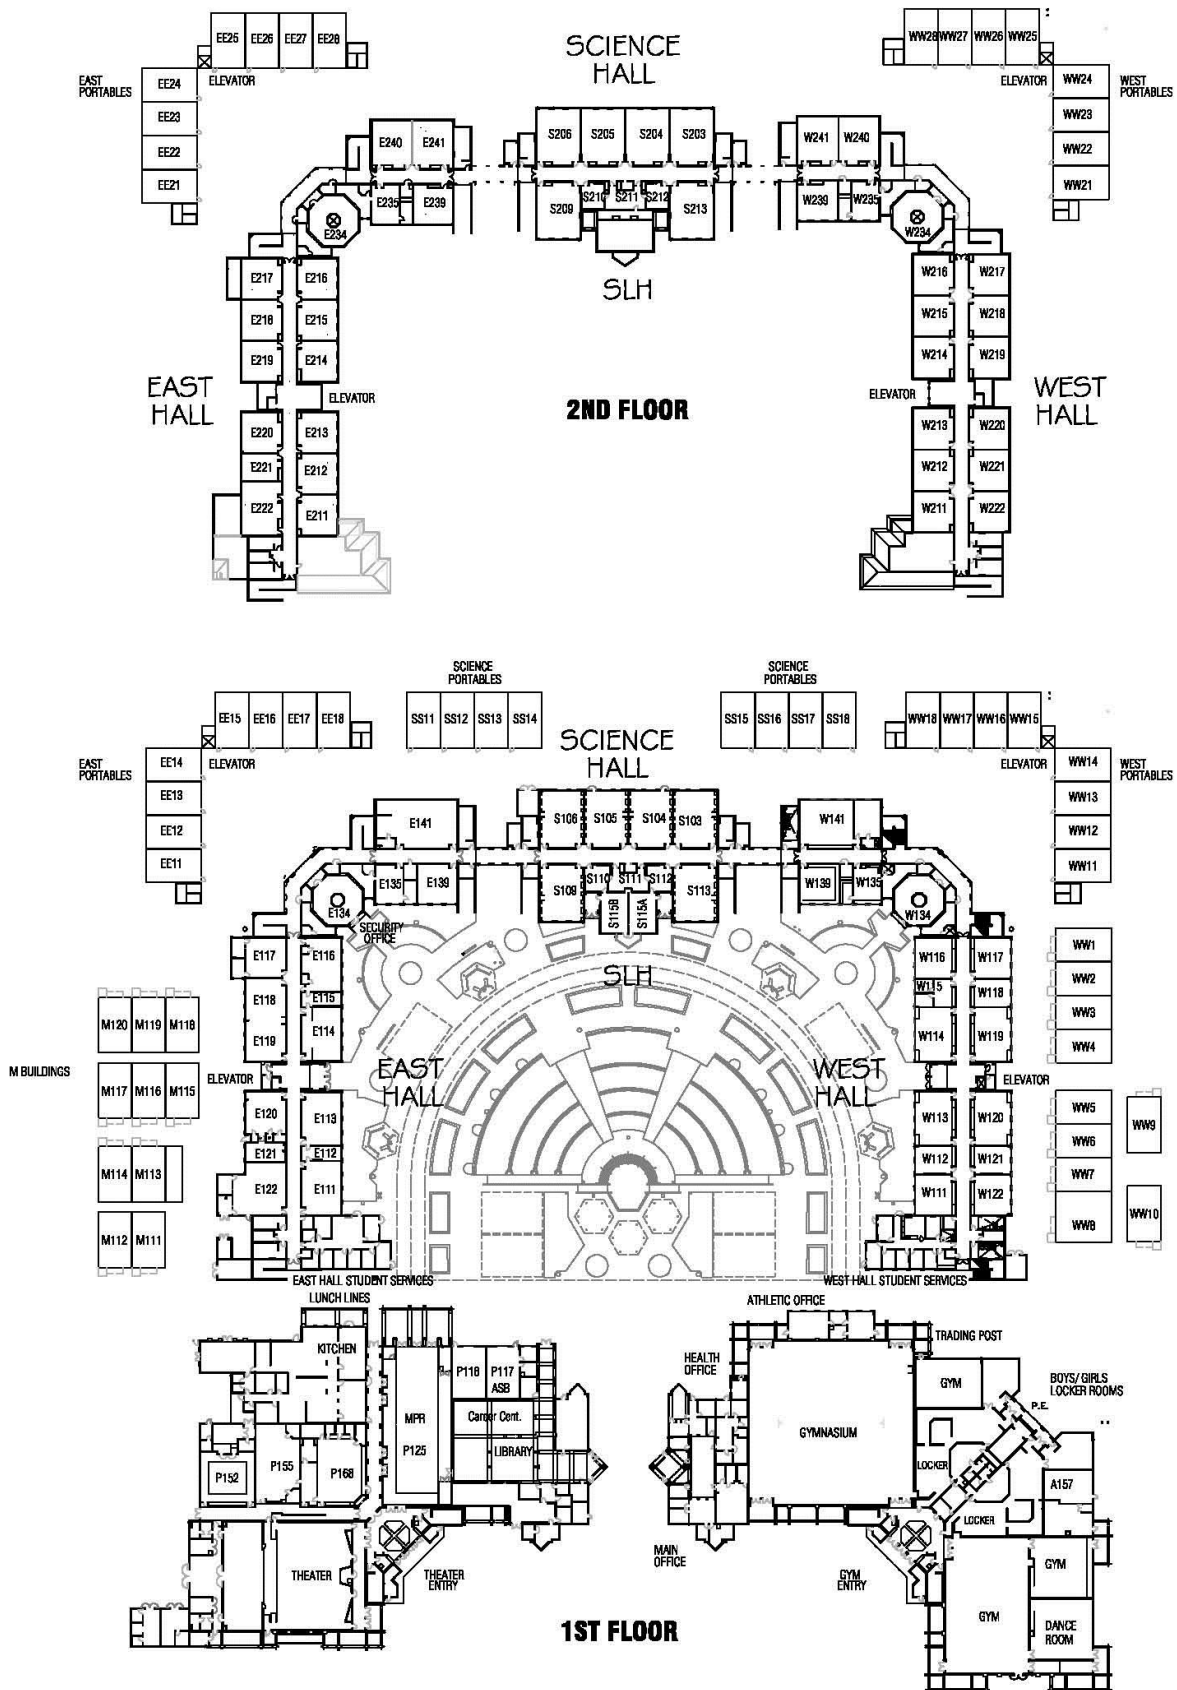 EE25 EE26 EE27 EE28
SCIENCE
HALL
WW28 WW27 WW26 WW25
EAST
PORTABLES
ELEVATOR
ELEVATOR
WEST
PORTABLES
EE24
EE23
EE22
EE21
WW24
WW23
WW22
WW21
E240 E241
S206 S205 S204 S203
W241 W240
E235 E239
E234
S209 S210 S211 S212 S213
W239 W235
W234
SLH
E217 E216
E218 E215
E219 E214
W216 W217
W215 W218
W214 W219
EAST
HALL
ELEVATOR
2ND FLOOR
ELEVATOR
WEST
HALL
E220 E213
E221 E212
E222 E211
W213 W220
W212 W221
W211 W222
SCIENCE
PORTABLES
SCIENCE
PORTABLES
EE15 EE16 EE17 EE18
SS11 SS12 SS13 SS14
SS15 SS16 SS17 SS18
WW18 WW17 WW16 WW15
SCIENCE
HALL
EAST
PORTABLES
ELEVATOR
ELEVATOR
WEST
PORTABLES
EE14
EE13
EE12
EE11
WW14
WW13
WW12
WW11
E141
S106 S105 S104 S103
W141
E135 E139
E134
SECURITY
OFFICE
S109 S110 S111 S112 S113
S115B S115A
W139 W135
W134
SLH
E117 E116
E118 E115
E119 E114
W116 W117
W115 W118
W114 W119
WW1
WW2
WW3
WW4
M120 M119 M118
M BUILDINGS
M117 M116 M115
ELEVATOR
EAST
HALL
WEST
HALL
ELEVATOR
E120 E113
E121 E112
E122 E111
W113 W120
W112 W121
W111 W122
WW5
WW6
WW7
WW8
WW9
WW10
M114 M113
M112 M111
EAST HALL STUDENT SERVICES
WEST HALL STUDENT SERVICES
LUNCH LINES
KITCHEN
MPR
P125
P118 P117
ASB
Career Cent.
LIBRARY
P152 P155 P168
THEATER
THEATER
ENTRY
ATHLETIC OFFICE
TRADING POST
HEALTH
OFFICE
GYM
BOYS/ GIRLS
LOCKER ROOMS
P.E.
GYMNASIUM
LOCKER
A157
LOCKER
MAIN
OFFICE
GYM
ENTRY
GYM
GYM
DANCE
ROOM
1ST FLOOR